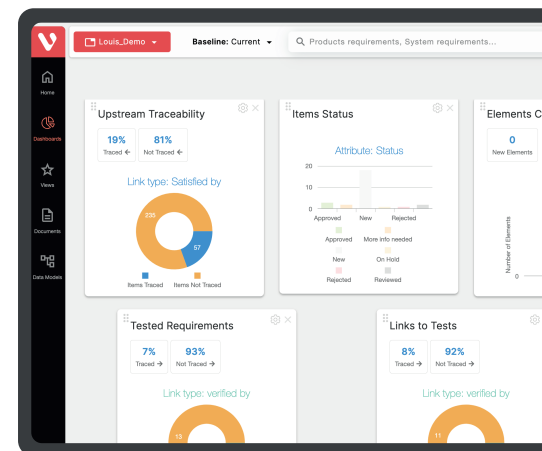 Louis_Demo
Baseline: Current
Products requirements, System requirements...
Home
Dashboards
Views
Documents
Data Models
Upstream Traceability
19%
Traced
81%
Not Traced
Link type: Satisfied by
235
57
Items Traced
Items Not Traced
Items Status
Attribute: Status
20
10
0
Approved
New
Rejected
Approved
More info needed
New
On Hold
Rejected
Reviewed
Elements C
0
New Elements
Number of Elements
0
Tested Requirements
7%
Traced
93%
Not Traced
Link type: verified by
13
Links to Tests
8%
Traced
92%
Not Traced
Link type: verified by
11